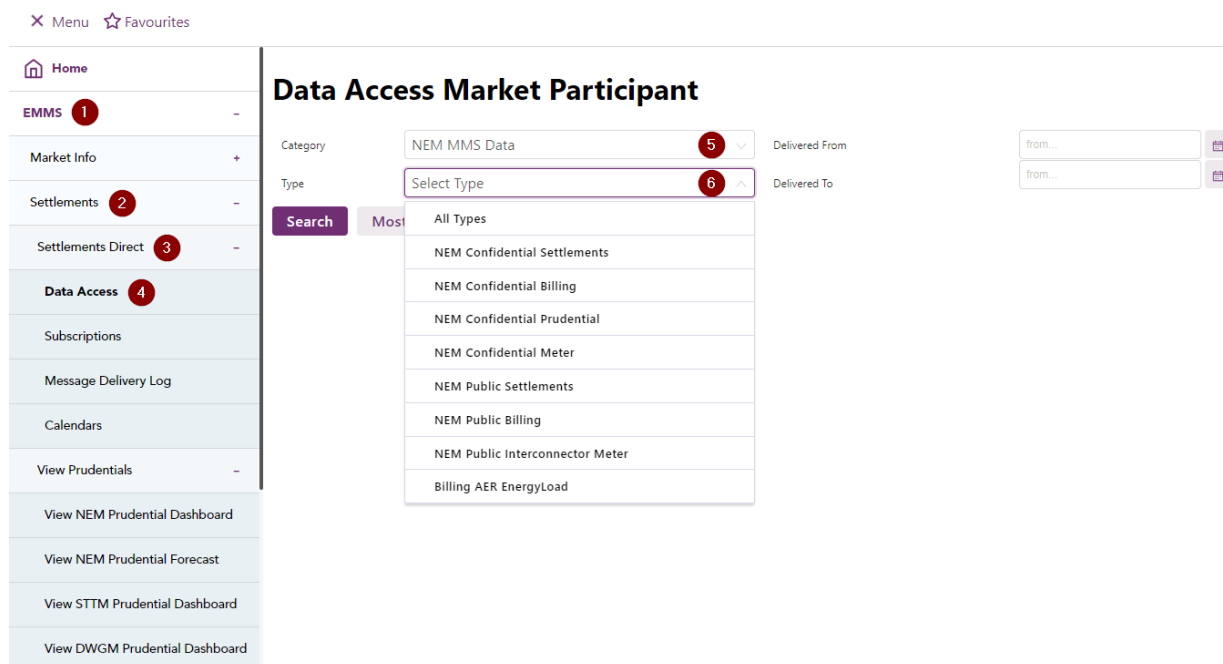 Menu Favourites
Home
EMMS 1 -
Market Info +
Settlements 2 -
Settlements Direct 3 -
Data Access 4
Subscriptions
Message Delivery Log
Calendars
View Prudentials -
View NEM Prudential Dashboard
View NEM Prudential Forecast
View STTM Prudential Dashboard
View DWGM Prudential Dashboard
Data Access Market Participant
Category NEM MMS Data 5 Delivered From from...
Type Select Type 6 Delivered To from...
Search Most
All Types
NEM Confidential Settlements
NEM Confidential Billing
NEM Confidential Prudential
NEM Confidential Meter
NEM Public Settlements
NEM Public Billing
NEM Public Interconnector Meter
Billing AER EnergyLoad